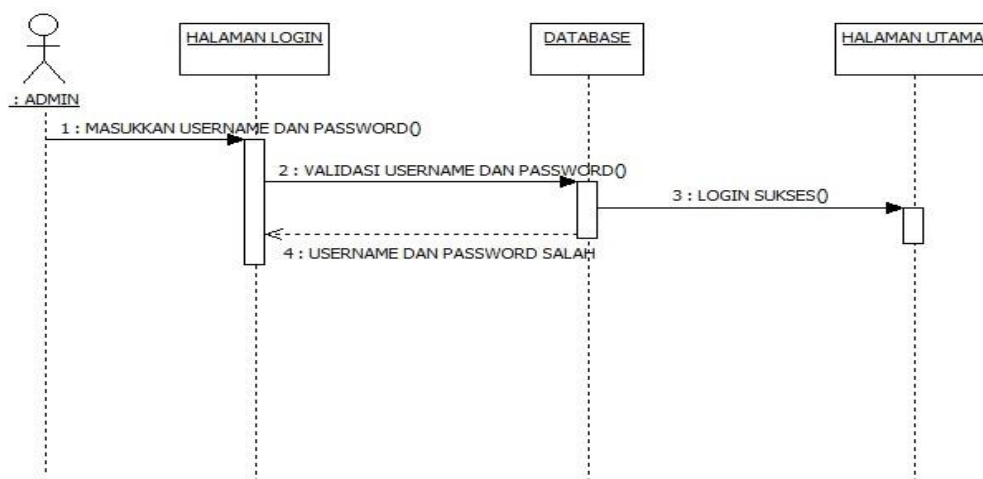 HALAMAN LOGIN
DATABASE
HALAMAN UTAMA
: ADMIN
1 : MASUKKAN USERNAME DAN PASSWORD()
2 : VALIDASI USERNAME DAN PASSWORD()
3 : LOGIN SUKSES()
4 : USERNAME DAN PASSWORD SALAH